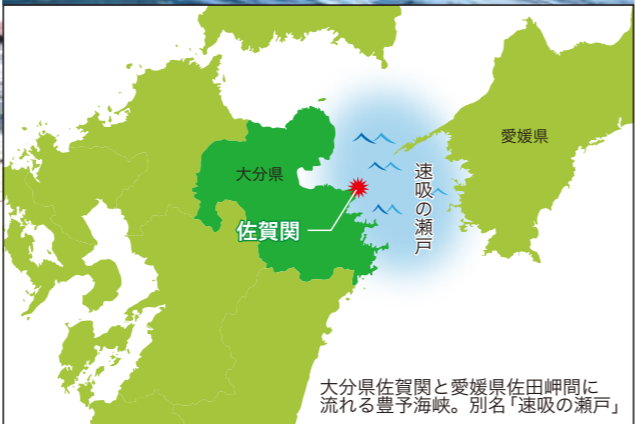 愛媛県
大分県
速吸の瀬戸
佐賀関
大分県佐賀関と愛媛県佐田岬間に
流れる豊予海峡。別名「速吸の瀬戸」